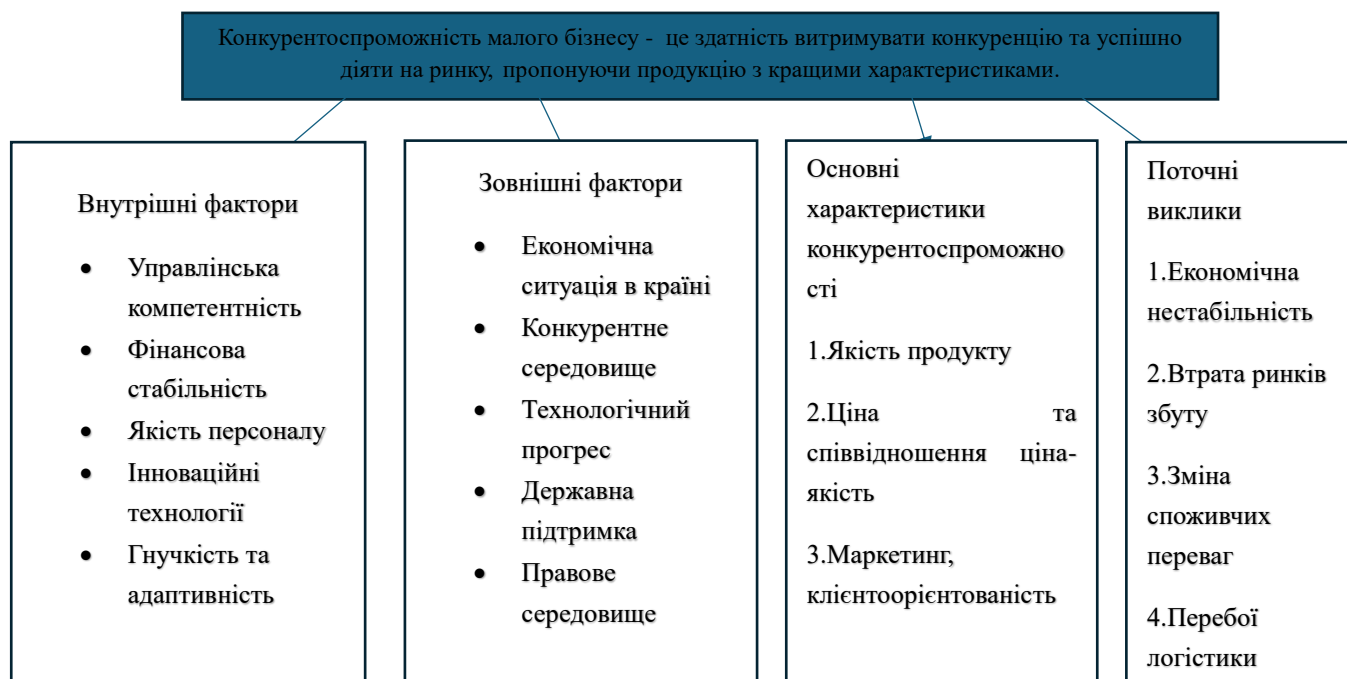 Конкурентоспроможність малого бізнесу - це здатність витримувати конкуренцію та успішно
діяти на ринку, пропонуючи продукцію з кращими характеристиками.
Внутрішні фактори
• Управлінська
компетентність
• Фінансова
стабільність
• Якість персоналу
• Інноваційні
технології
• Гнучкість та
адаптивність
Зовнішні фактори
• Економічна
ситуація в країні
• Конкурентне
середовище
• Технологічний
прогрес
• Державна
підтримка
• Правове
середовище
Основні
характеристики
конкурентоспроможно
сті
1.Якість продукту
2.Ціна та
співвідношення ціна-
якість
3.Маркетинг,
клієнтоорієнтованість
Поточні
виклики
1.Економічна
нестабільність
2.Втрата ринків
збуту
3.Зміна
споживчих
переваг
4.Перебої
логістики